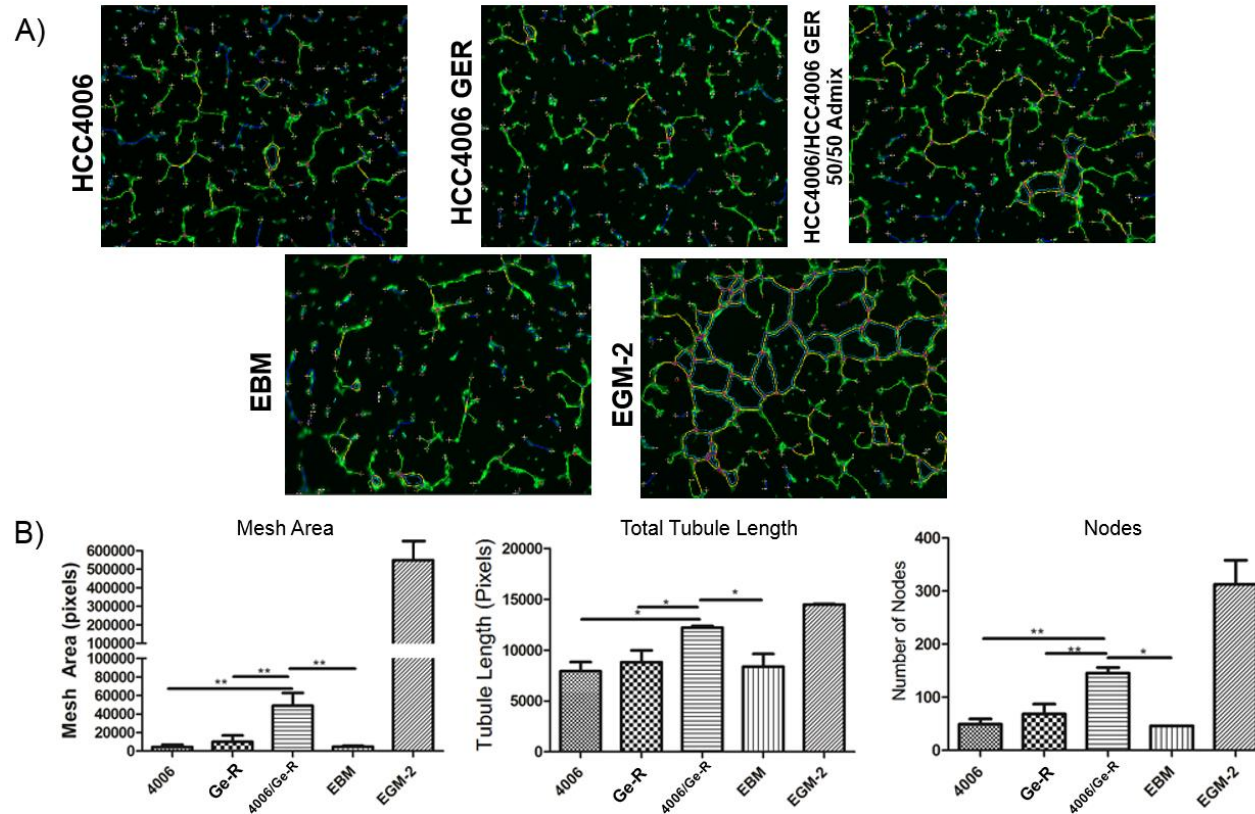 A)
HCC4006
HCC4006 GER
HCC4006/HCC4006 GER
50/50 Admix
EBM
EGM-2
B)
Mesh Area
Mesh Area (pixels)
600000
500000
400000
300000
200000
100000
100000
80000
60000
40000
20000
0
**
**
**
4006
Ge-R
4006/Ge-R
EBM
EGM-2
Total Tubule Length
Tubule Length (Pixels)
20000
15000
10000
5000
0
*
*
*
4006
Ge-R
4006/Ge-R
EBM
EGM-2
Nodes
Number of Nodes
400
300
200
100
0
**
**
*
4006
Ge-R
4006/Ge-R
EBM
EGM-2